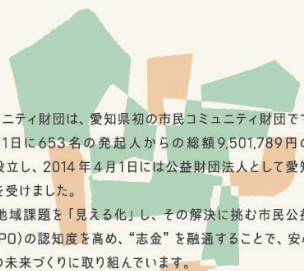 ニティ財団は、愛知県初の市民コミュニティ財団で
1日に653名の発起人からの総額9,501,789円の
設立し、2014年4月1日には公益財団法人として愛
を受けました。
地域課題を「見える化」し、その解決に挑む市民公益
PO)の認知度を高め、“志金”を融通することで、安
の未来づくりに取り組んでいます。